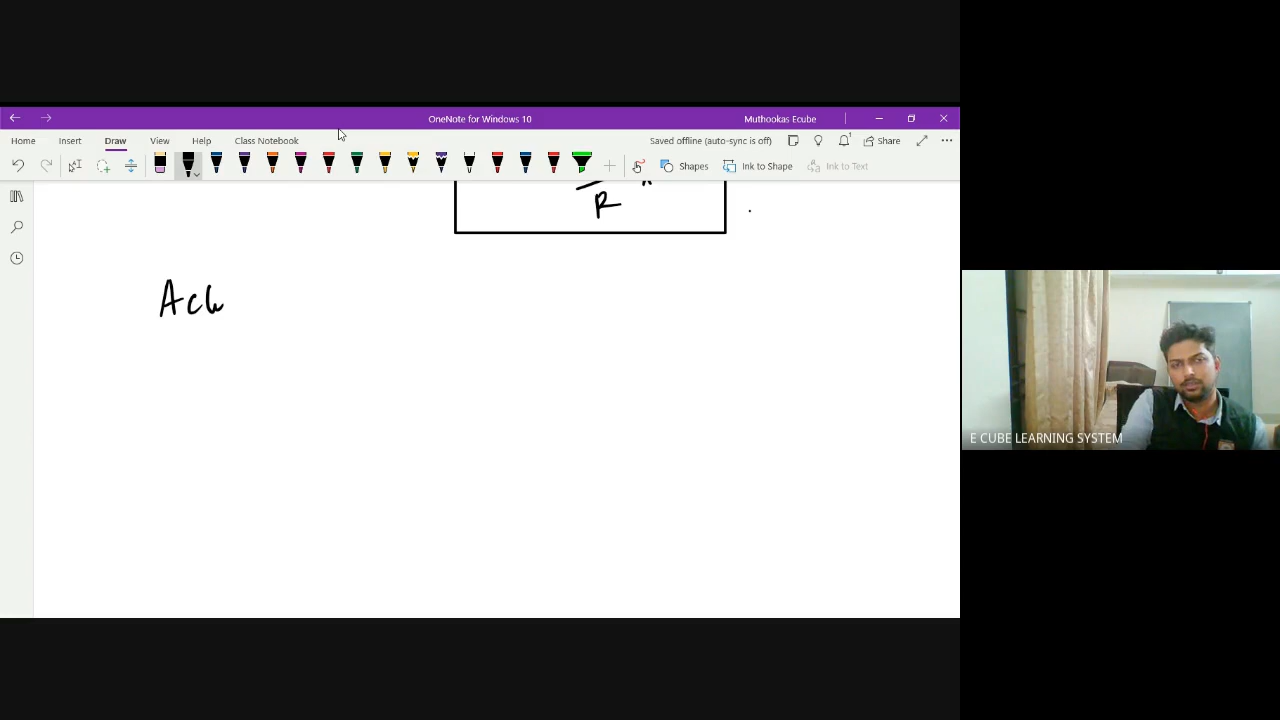 OneNote for Windows 10
Muthookas Ecube
Home Insert Draw View Help Class Notebook
Saved offline (auto-sync is off)
Share
Shapes
Ink to Shape
Ink to Text
R
E CUBE LEARNING SYSTEM